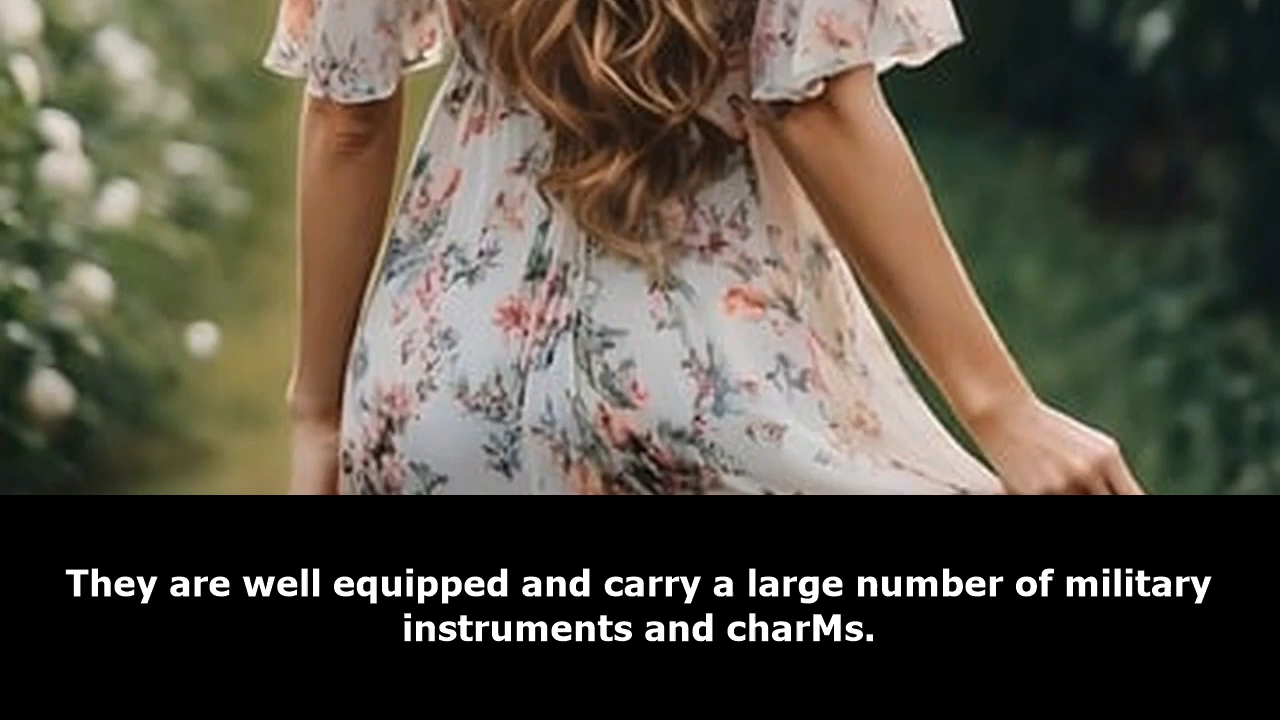 They are well equipped and carry a large number of military
instruments and charMs.